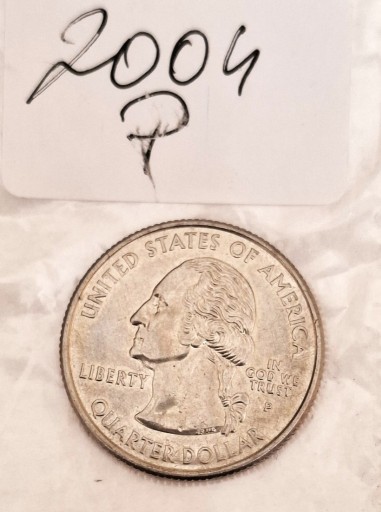 2004
P
UNITED STATES OF AMERICA
LIBERTY
IN
GOD WE
TRUST
P
QUARTER DOLLAR